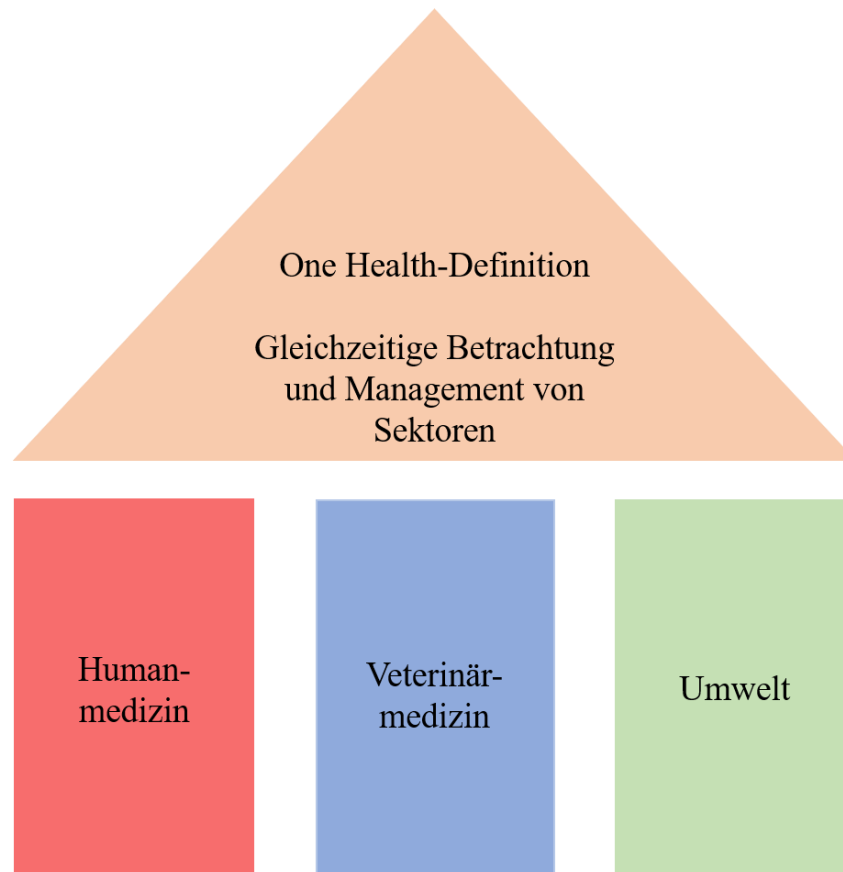 One Health-Definition
Gleichzeitige Betrachtung
und Management von
Sektoren
Human-
medizin
Veterinär-
medizin
Umwelt